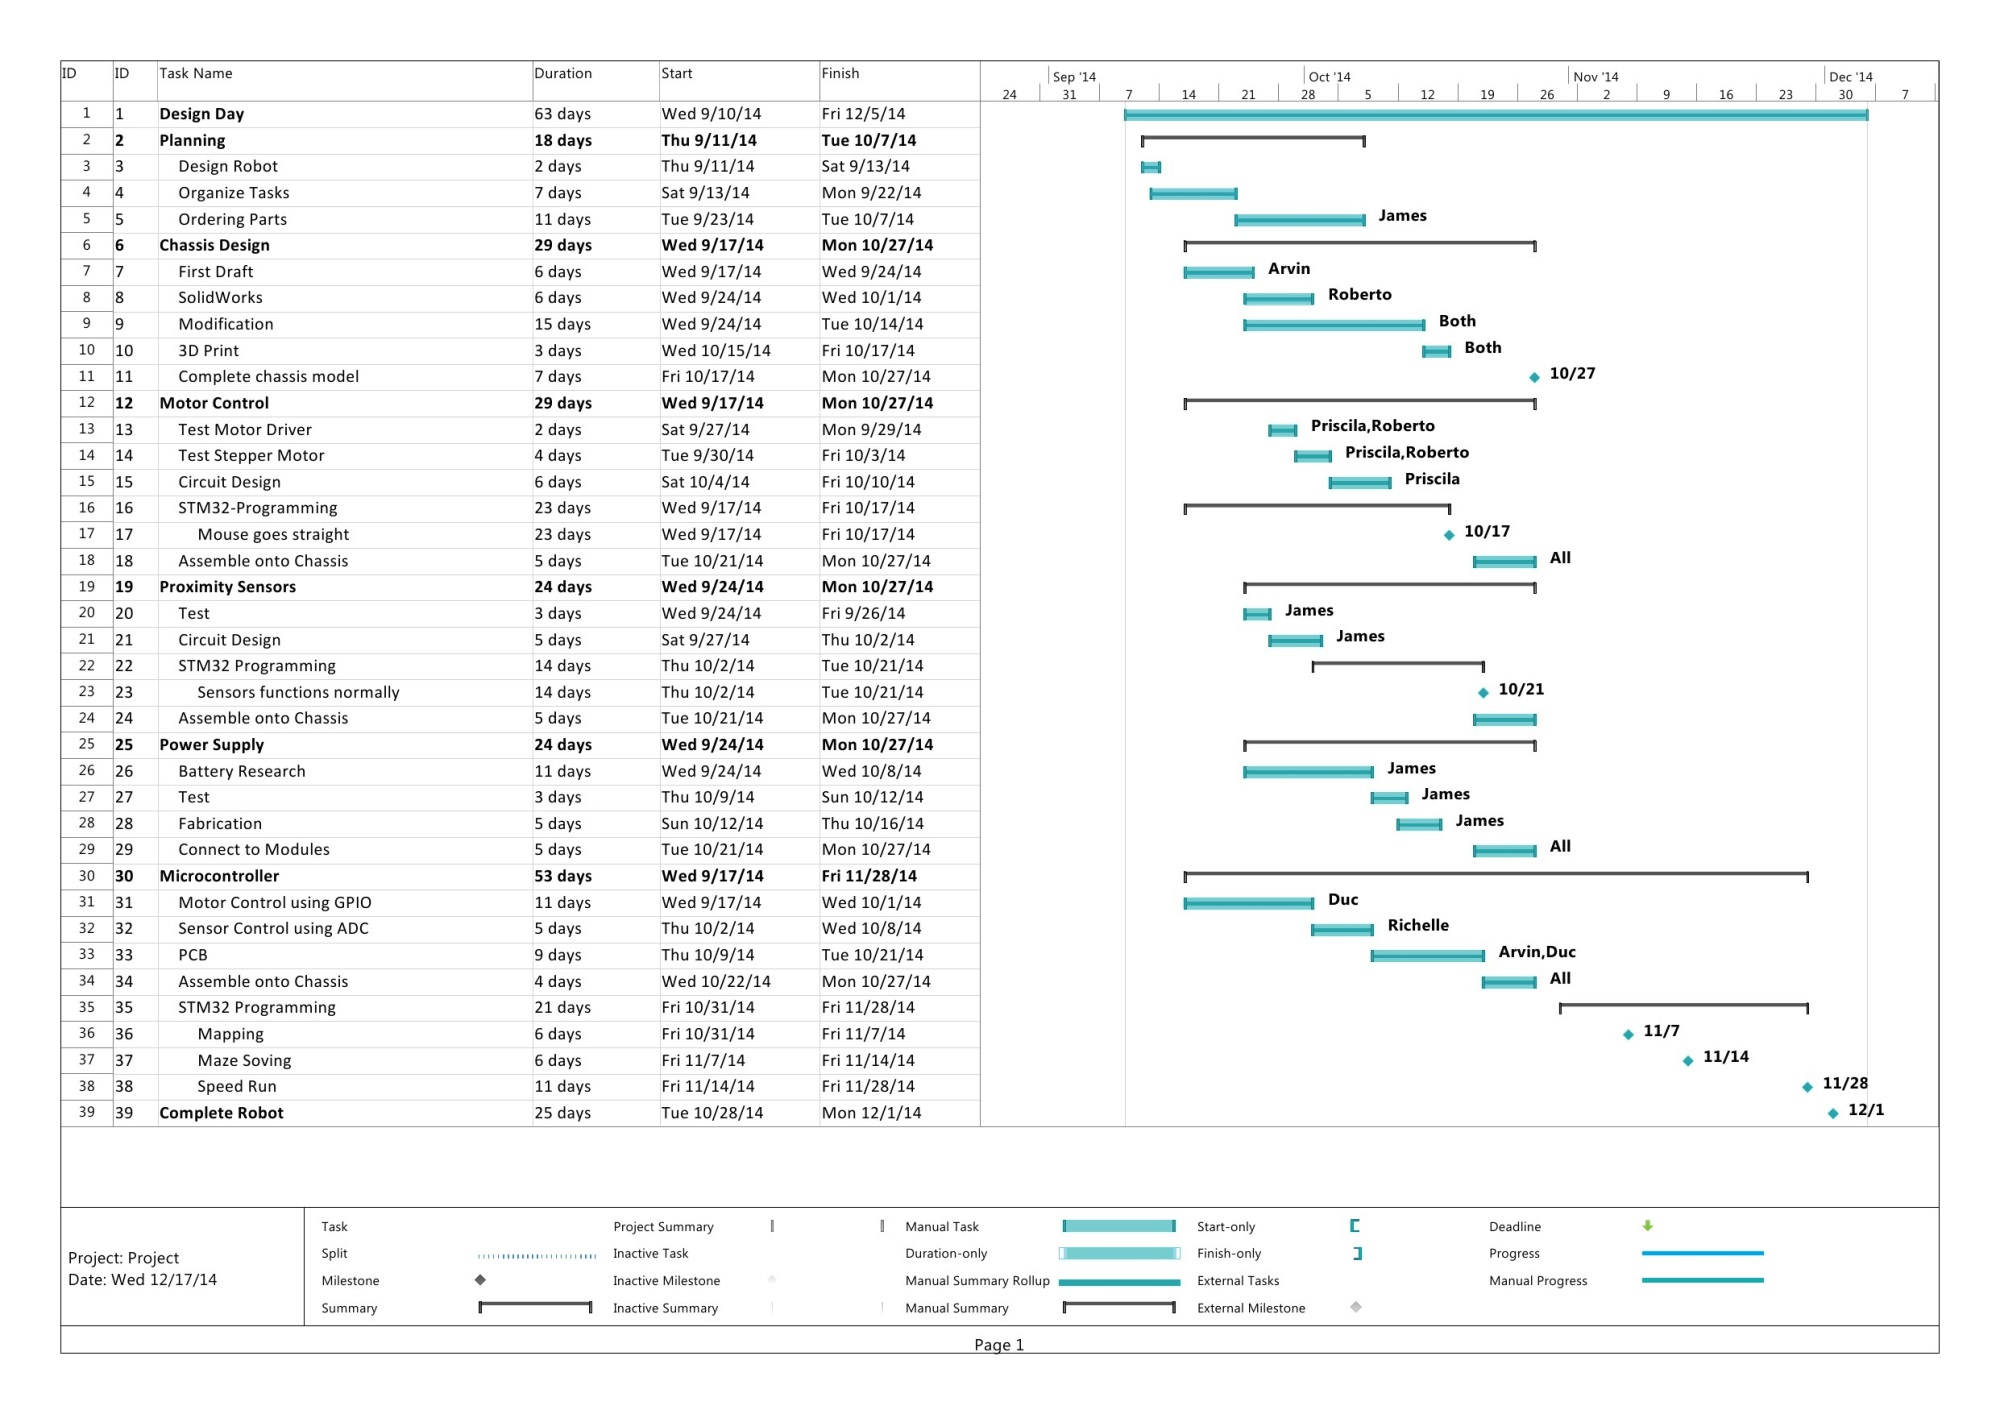 ID ID Task Name Duration Start Finish Sep '14 Oct '14 Nov '14 Dec '14
24 31 7 14 21 28 5 12 19 26 2 9 16 23 30 7
1 1 Design Day 63 days Wed 9/10/14 Fri 12/5/14
2 2 Planning 18 days Thu 9/11/14 Tue 10/7/14
3 3 Design Robot 2 days Thu 9/11/14 Sat 9/13/14
4 4 Organize Tasks 7 days Sat 9/13/14 Mon 9/22/14
5 5 Ordering Parts 11 days Tue 9/23/14 Tue 10/7/14 James
6 6 Chassis Design 29 days Wed 9/17/14 Mon 10/27/14
7 7 First Draft 6 days Wed 9/17/14 Wed 9/24/14 Arvin
8 8 SolidWorks 6 days Wed 9/24/14 Wed 10/1/14 Roberto
9 9 Modification 15 days Wed 9/24/14 Tue 10/14/14 Both
10 10 3D Print 3 days Wed 10/15/14 Fri 10/17/14 Both
11 11 Complete chassis model 7 days Fri 10/17/14 Mon 10/27/14 10/27
12 12 Motor Control 29 days Wed 9/17/14 Mon 10/27/14
13 13 Test Motor Driver 2 days Sat 9/27/14 Mon 9/29/14 Priscila,Roberto
14 14 Test Stepper Motor 4 days Tue 9/30/14 Fri 10/3/14 Priscila,Roberto
15 15 Circuit Design 6 days Sat 10/4/14 Fri 10/10/14 Priscila
16 16 STM32-Programming 23 days Wed 9/17/14 Fri 10/17/14
17 17 Mouse goes straight 23 days Wed 9/17/14 Fri 10/17/14 10/17
18 18 Assemble onto Chassis 5 days Tue 10/21/14 Mon 10/27/14 All
19 19 Proximity Sensors 24 days Wed 9/24/14 Mon 10/27/14
20 20 Test 3 days Wed 9/24/14 Fri 9/26/14 James
21 21 Circuit Design 5 days Sat 9/27/14 Thu 10/2/14 James
22 22 STM32 Programming 14 days Thu 10/2/14 Tue 10/21/14
23 23 Sensors functions normally 14 days Thu 10/2/14 Tue 10/21/14 10/21
24 24 Assemble onto Chassis 5 days Tue 10/21/14 Mon 10/27/14
25 25 Power Supply 24 days Wed 9/24/14 Mon 10/27/14
26 26 Battery Research 11 days Wed 9/24/14 Wed 10/8/14 James
27 27 Test 3 days Thu 10/9/14 Sun 10/12/14 James
28 28 Fabrication 5 days Sun 10/12/14 Thu 10/16/14 James
29 29 Connect to Modules 5 days Tue 10/21/14 Mon 10/27/14 All
30 30 Microcontroller 53 days Wed 9/17/14 Fri 11/28/14
31 31 Motor Control using GPIO 11 days Wed 9/17/14 Wed 10/1/14 Duc
32 32 Sensor Control using ADC 5 days Thu 10/2/14 Wed 10/8/14 Richelle
33 33 PCB 9 days Thu 10/9/14 Tue 10/21/14 Arvin,Duc
34 34 Assemble onto Chassis 4 days Wed 10/22/14 Mon 10/27/14 All
35 35 STM32 Programming 21 days Fri 10/31/14 Fri 11/28/14
36 36 Mapping 6 days Fri 10/31/14 Fri 11/7/14 11/7
37 37 Maze Soving 6 days Fri 11/7/14 Fri 11/14/14 11/14
38 38 Speed Run 11 days Fri 11/14/14 Fri 11/28/14 11/28
39 39 Complete Robot 25 days Tue 10/28/14 Mon 12/1/14 12/1
Project: Project
Date: Wed 12/17/14
Task Project Summary Manual Task Start-only Deadline
Split Inactive Task Duration-only Finish-only Progress
Milestone Inactive Milestone Manual Summary Rollup External Tasks Manual Progress
Summary Inactive Summary Manual Summary External Milestone
Page 1